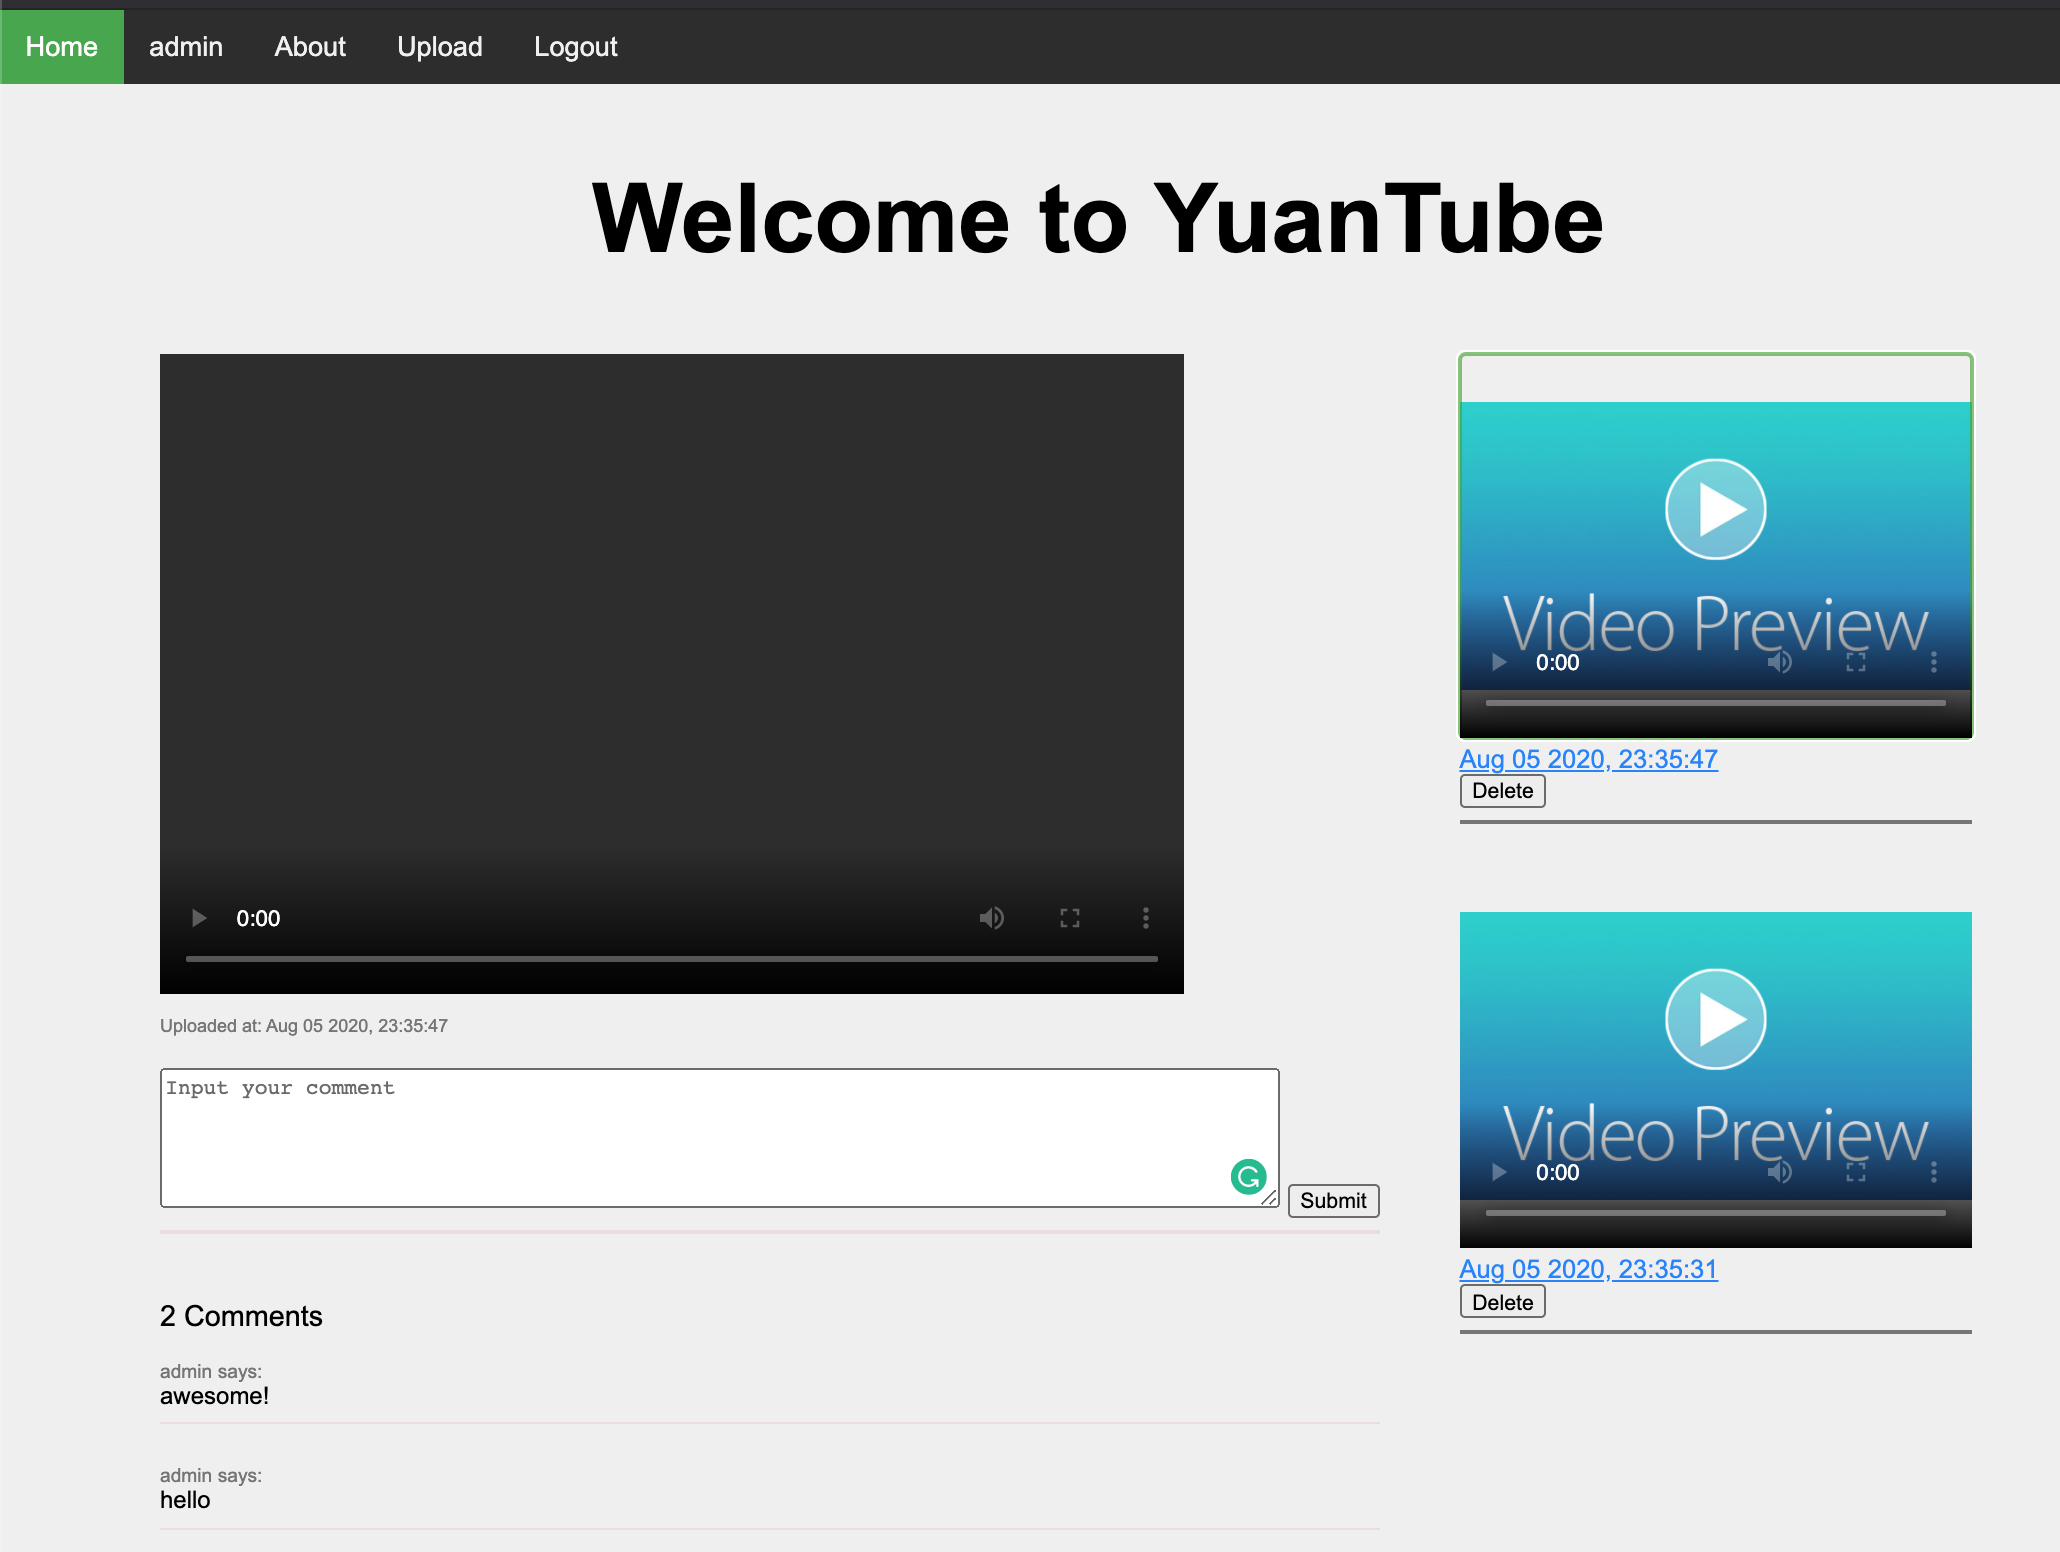 Home admin About Upload Logout
Welcome to YuanTube
0:00
Uploaded at: Aug 05 2020, 23:35:47
Input your comment
Submit
2 Comments
admin says:
awesome!
admin says:
hello
Video Preview
0:00
Aug 05 2020, 23:35:47
Delete
Video Preview
0:00
Aug 05 2020, 23:35:31
Delete